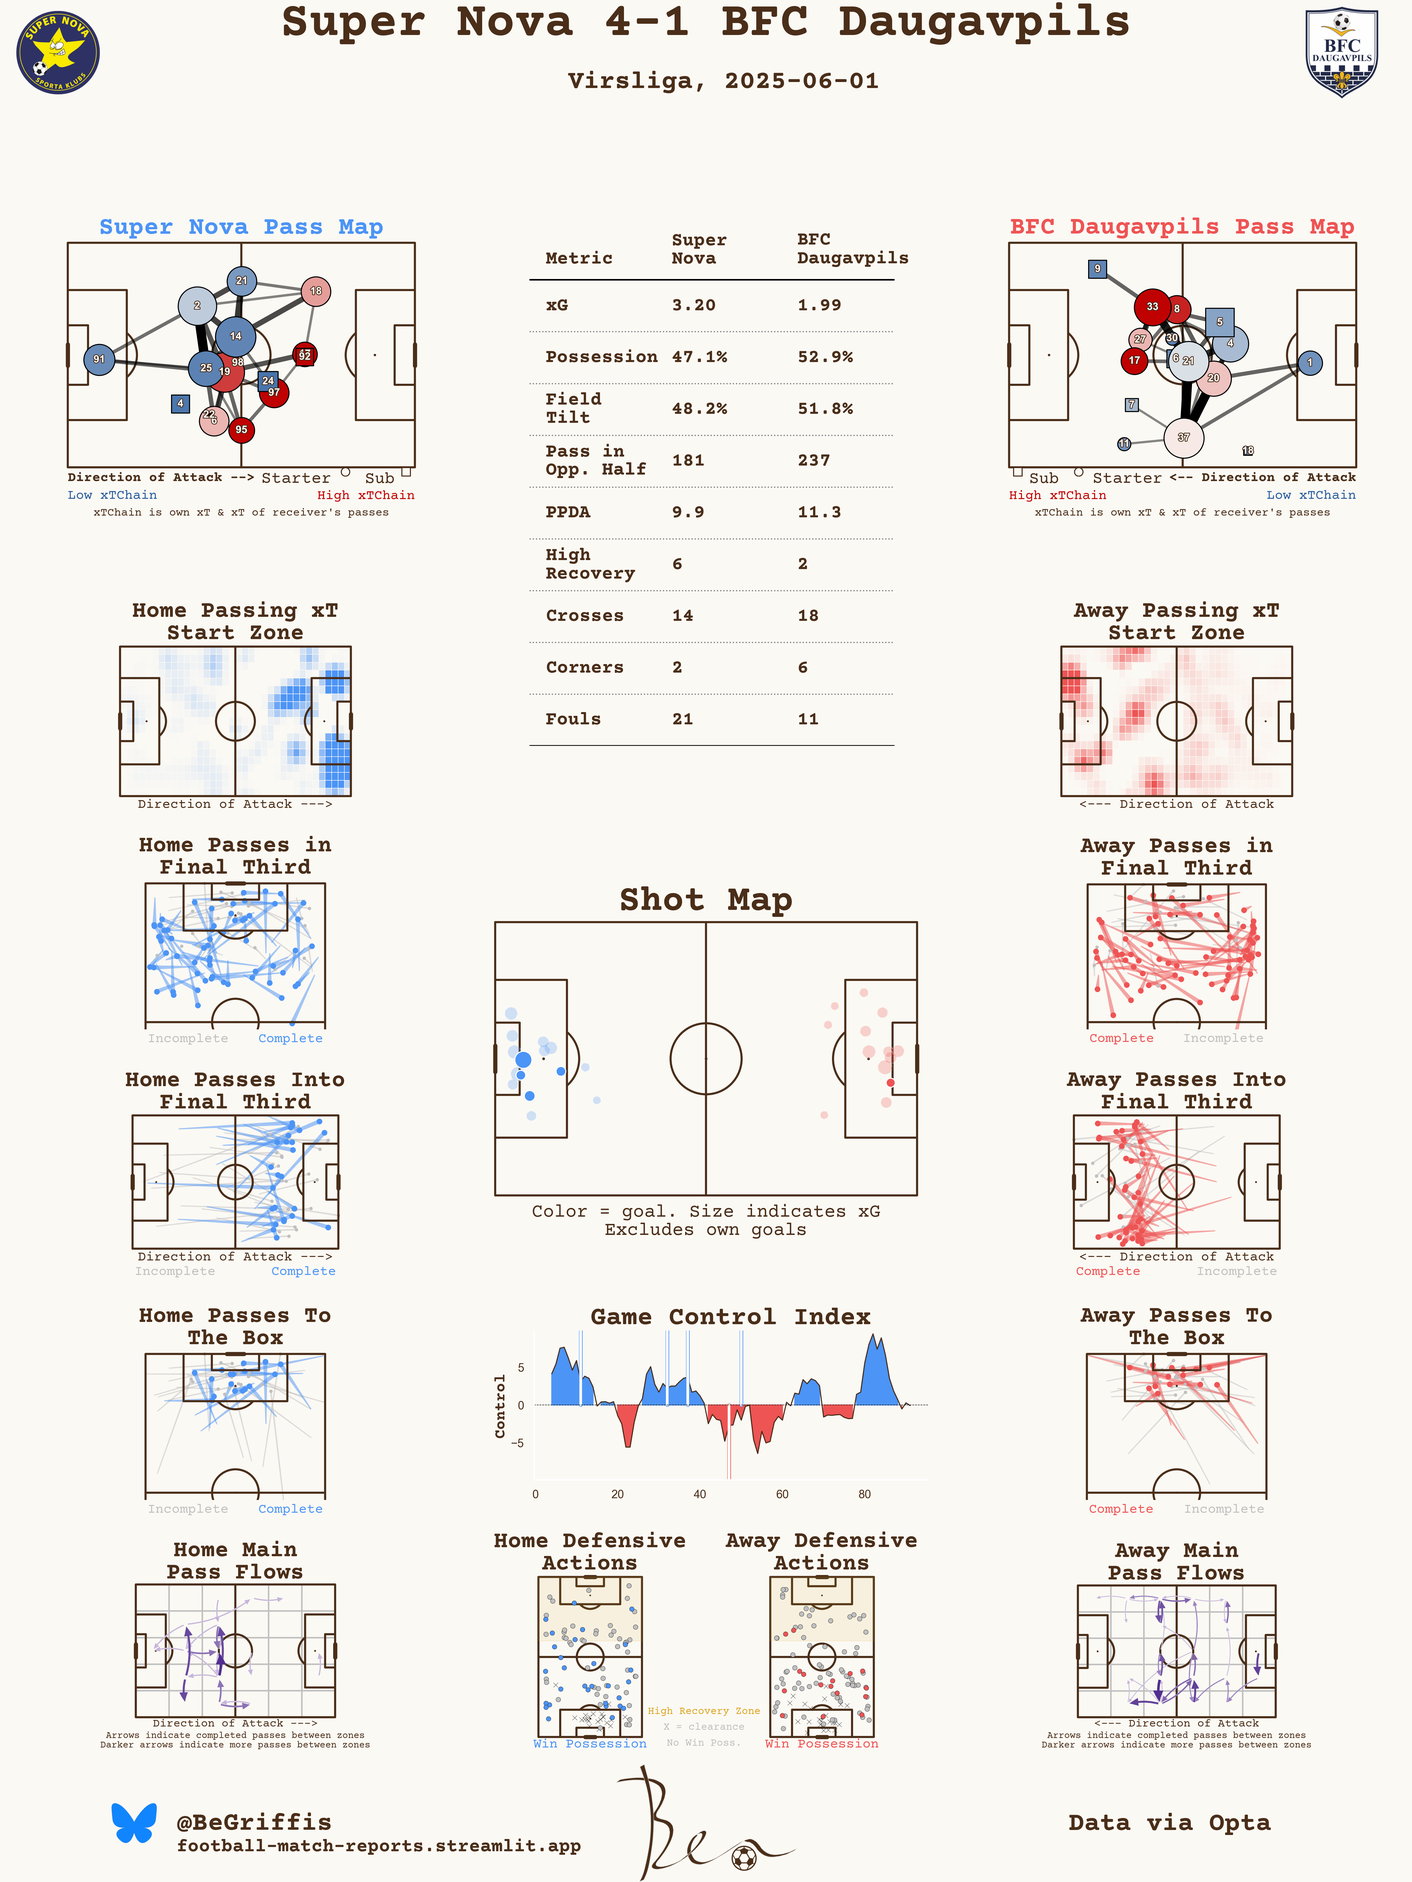 Super Nova 4-1 BFC Daugavpils
Virsliga, 2025-06-01
SUPER NOVA
SPORTA KLUBS
BFC
DAUGAVPILS
Super Nova Pass Map
21
18
2
14
91
98
92
25
19
24
97
4
22
6
95
Direction of Attack --> Starter Sub
Low xTChain High xTChain
xTChain is own xT & xT of receiver's passes
Metric Super Nova BFC Daugavpils
xG 3.20 1.99
Possession 47.1% 52.9%
Field Tilt 48.2% 51.8%
Pass in Opp. Half 181 237
PPDA 9.9 11.3
High Recovery 6 2
Crosses 14 18
Corners 2 6
Fouls 21 11
BFC Daugavpils Pass Map
9
33
8
5
27
30
4
17
6
21
1
20
7
37
11
18
Sub Starter <-- Direction of Attack
High xTChain Low xTChain
xTChain is own xT & xT of receiver's passes
Home Passing xT
Start Zone
Direction of Attack --->
Away Passing xT
Start Zone
<--- Direction of Attack
Home Passes in
Final Third
Incomplete Complete
Shot Map
Color = goal. Size indicates xG
Excludes own goals
Away Passes in
Final Third
Complete Incomplete
Home Passes Into
Final Third
Direction of Attack --->
Incomplete Complete
Away Passes Into
Final Third
<--- Direction of Attack
Complete Incomplete
Home Passes To
The Box
Incomplete Complete
Game Control Index
Control
5
0
−5
0 20 40 60 80
Away Passes To
The Box
Complete Incomplete
Home Main
Pass Flows
Direction of Attack --->
Arrows indicate completed passes between zones
Darker arrows indicate more passes between zones
Home Defensive
Actions
Win Possession
High Recovery Zone
X = clearance
No Win Poss.
Away Defensive
Actions
Win Possession
Away Main
Pass Flows
<--- Direction of Attack
Arrows indicate completed passes between zones
Darker arrows indicate more passes between zones
@BeGriffis
football-match-reports.streamlit.app
Ben
Data via Opta